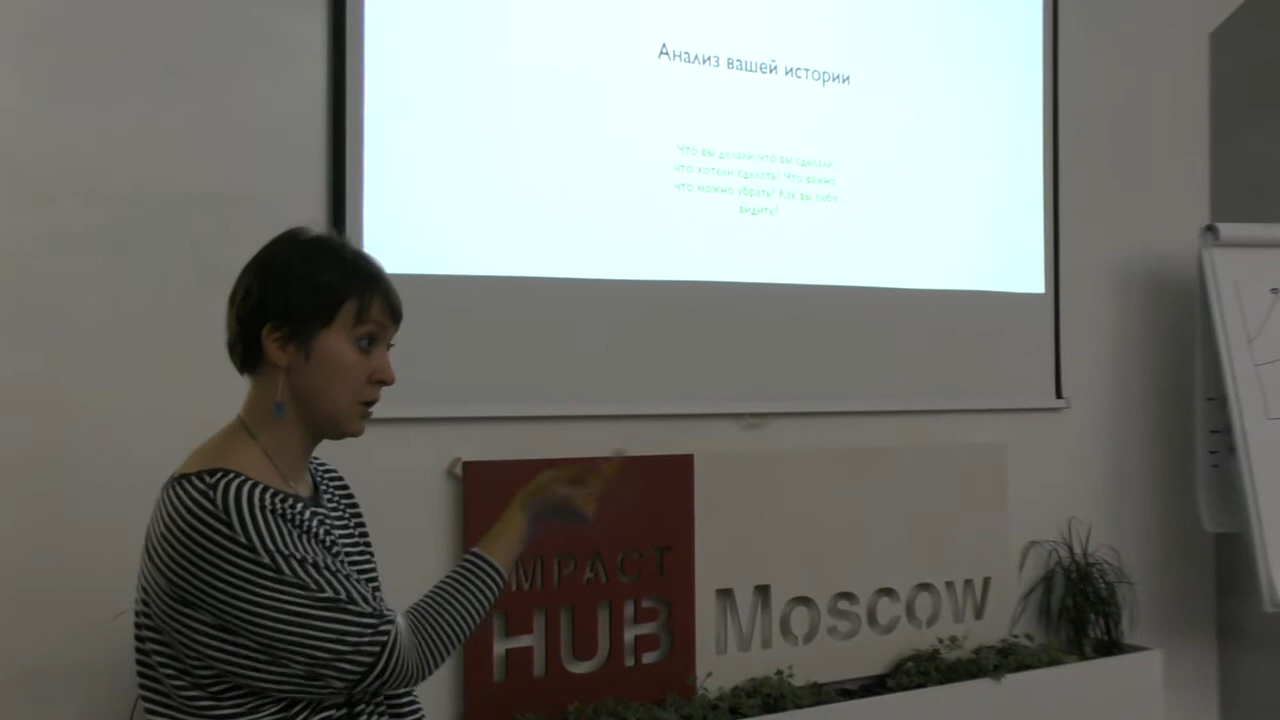 Анализ вашей истории
Что вы делали, что вы сделали,
что хотели сделать? Что важно,
что можно убрать? Как вы себя
видите?
IMPACT
HUB
Moscow